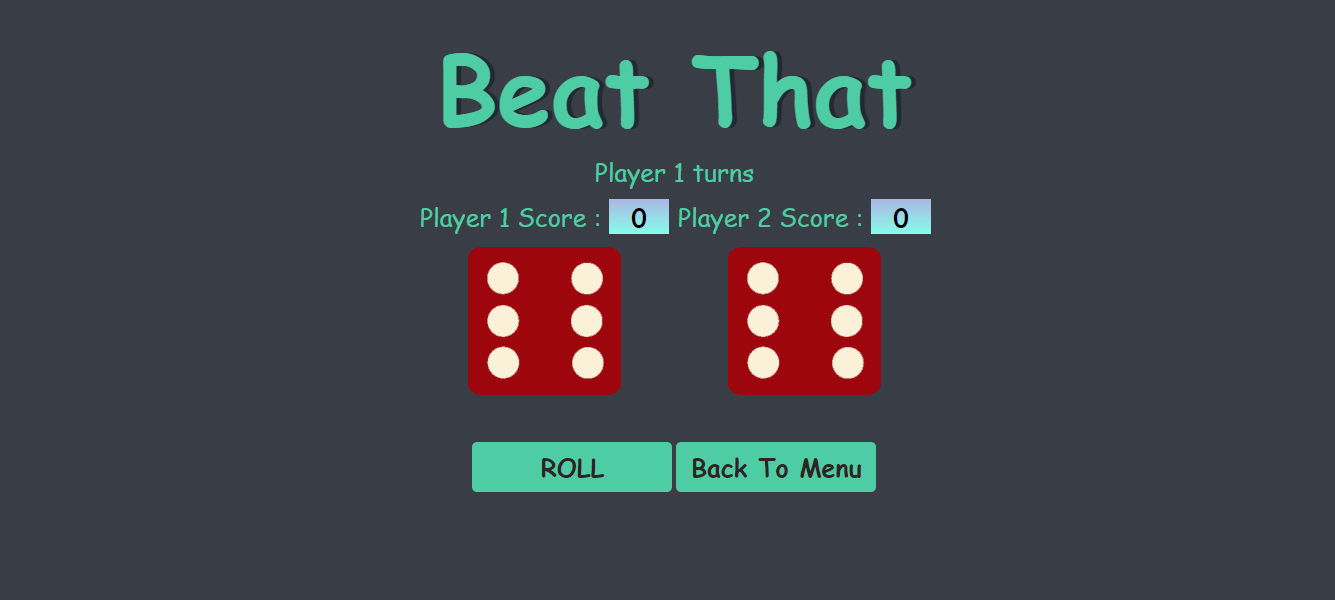 Beat That
Player 1 turns
Player 1 Score : 0 Player 2 Score : 0
ROLL Back To Menu